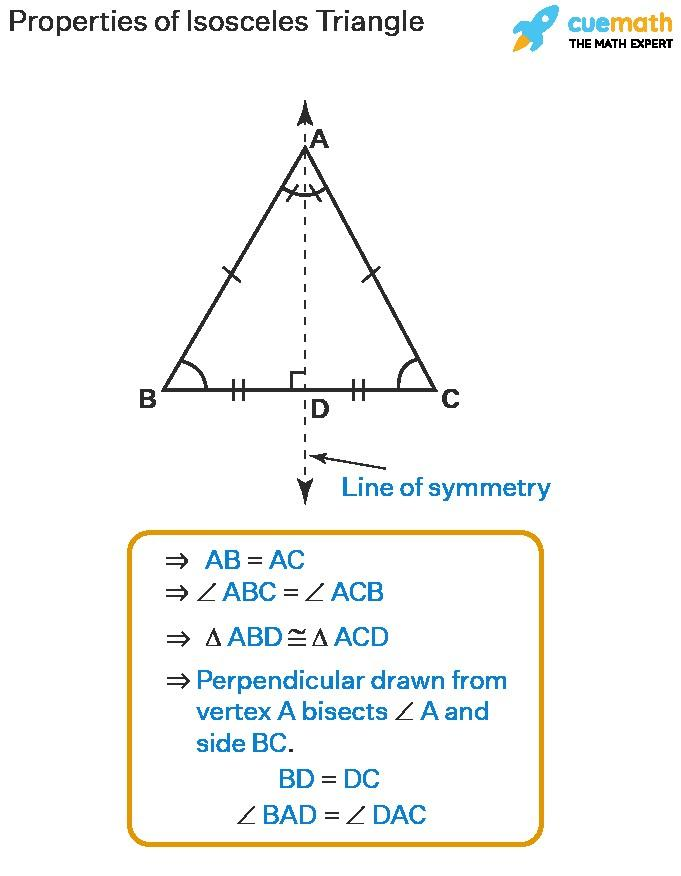 Properties of Isosceles Triangle
cuemath
THE MATH EXPERT
A
B
D
C
Line of symmetry
⇒ AB = AC
⇒ ∠ ABC = ∠ ACB
⇒ Δ ABD ≅ Δ ACD
⇒ Perpendicular drawn from
vertex A bisects ∠ A and
side BC.
BD = DC
∠ BAD = ∠ DAC